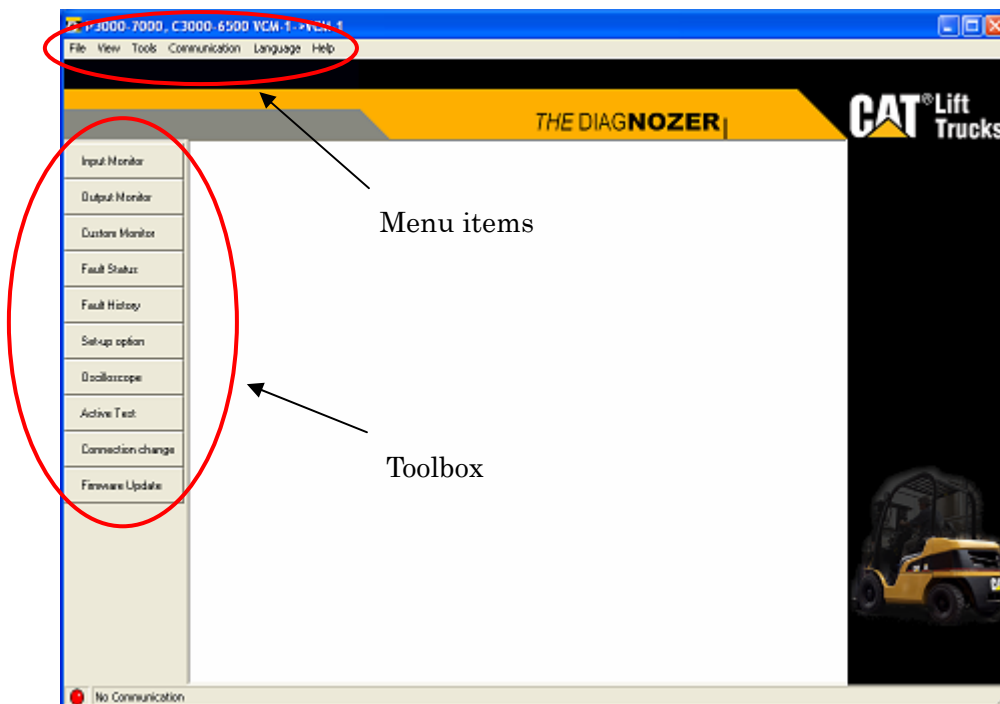 P3000-7000, C3000-6500 VCM-1->VCM-1
File View Tools Communication Language Help
THE DIAGNOZER
CAT® Lift Trucks
Input Monitor
Output Monitor
Custom Monitor
Fault Status
Fault History
Set-up option
Oscilloscope
Active Test
Connection change
Firmware Update
Menu items
Toolbox
No Communication